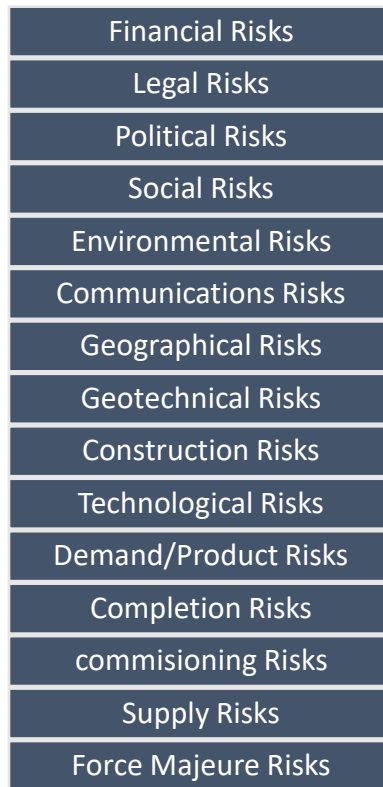 Financial Risks
Legal Risks
Political Risks
Social Risks
Environmental Risks
Communications Risks
Geographical Risks
Geotechnical Risks
Construction Risks
Technological Risks
Demand/Product Risks
Completion Risks
commisioning Risks
Supply Risks
Force Majeure Risks